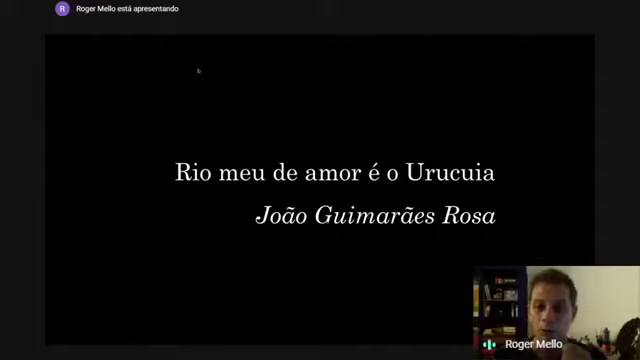 R
Roger Mello está apresentando
Rio meu de amor é o Urucuia
João Guimarães Rosa
Roger Mello